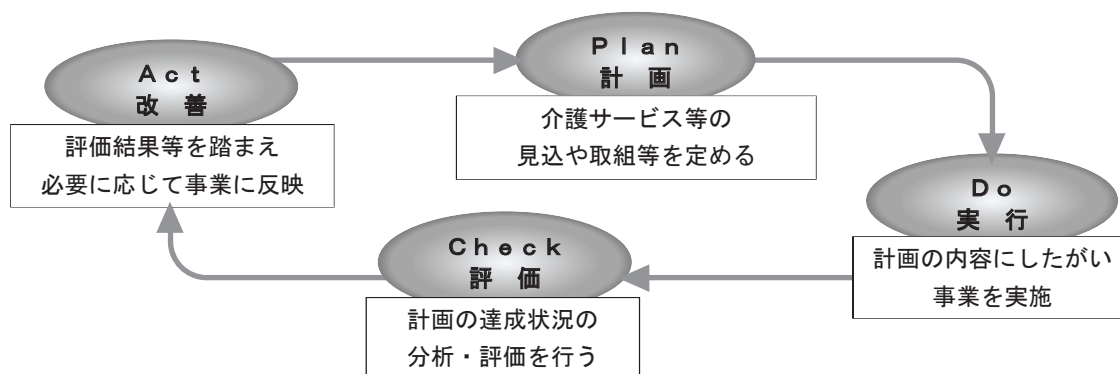 Ｐｌａｎ
計　画
介護サービス等の
見込や取組等を定める
Ｄｏ
実　行
計画の内容にしたがい
事業を実施
Ｃｈｅｃｋ
評　価
計画の達成状況の
分析・評価を行う
Ａｃｔ
改　善
評価結果等を踏まえ
必要に応じて事業に反映